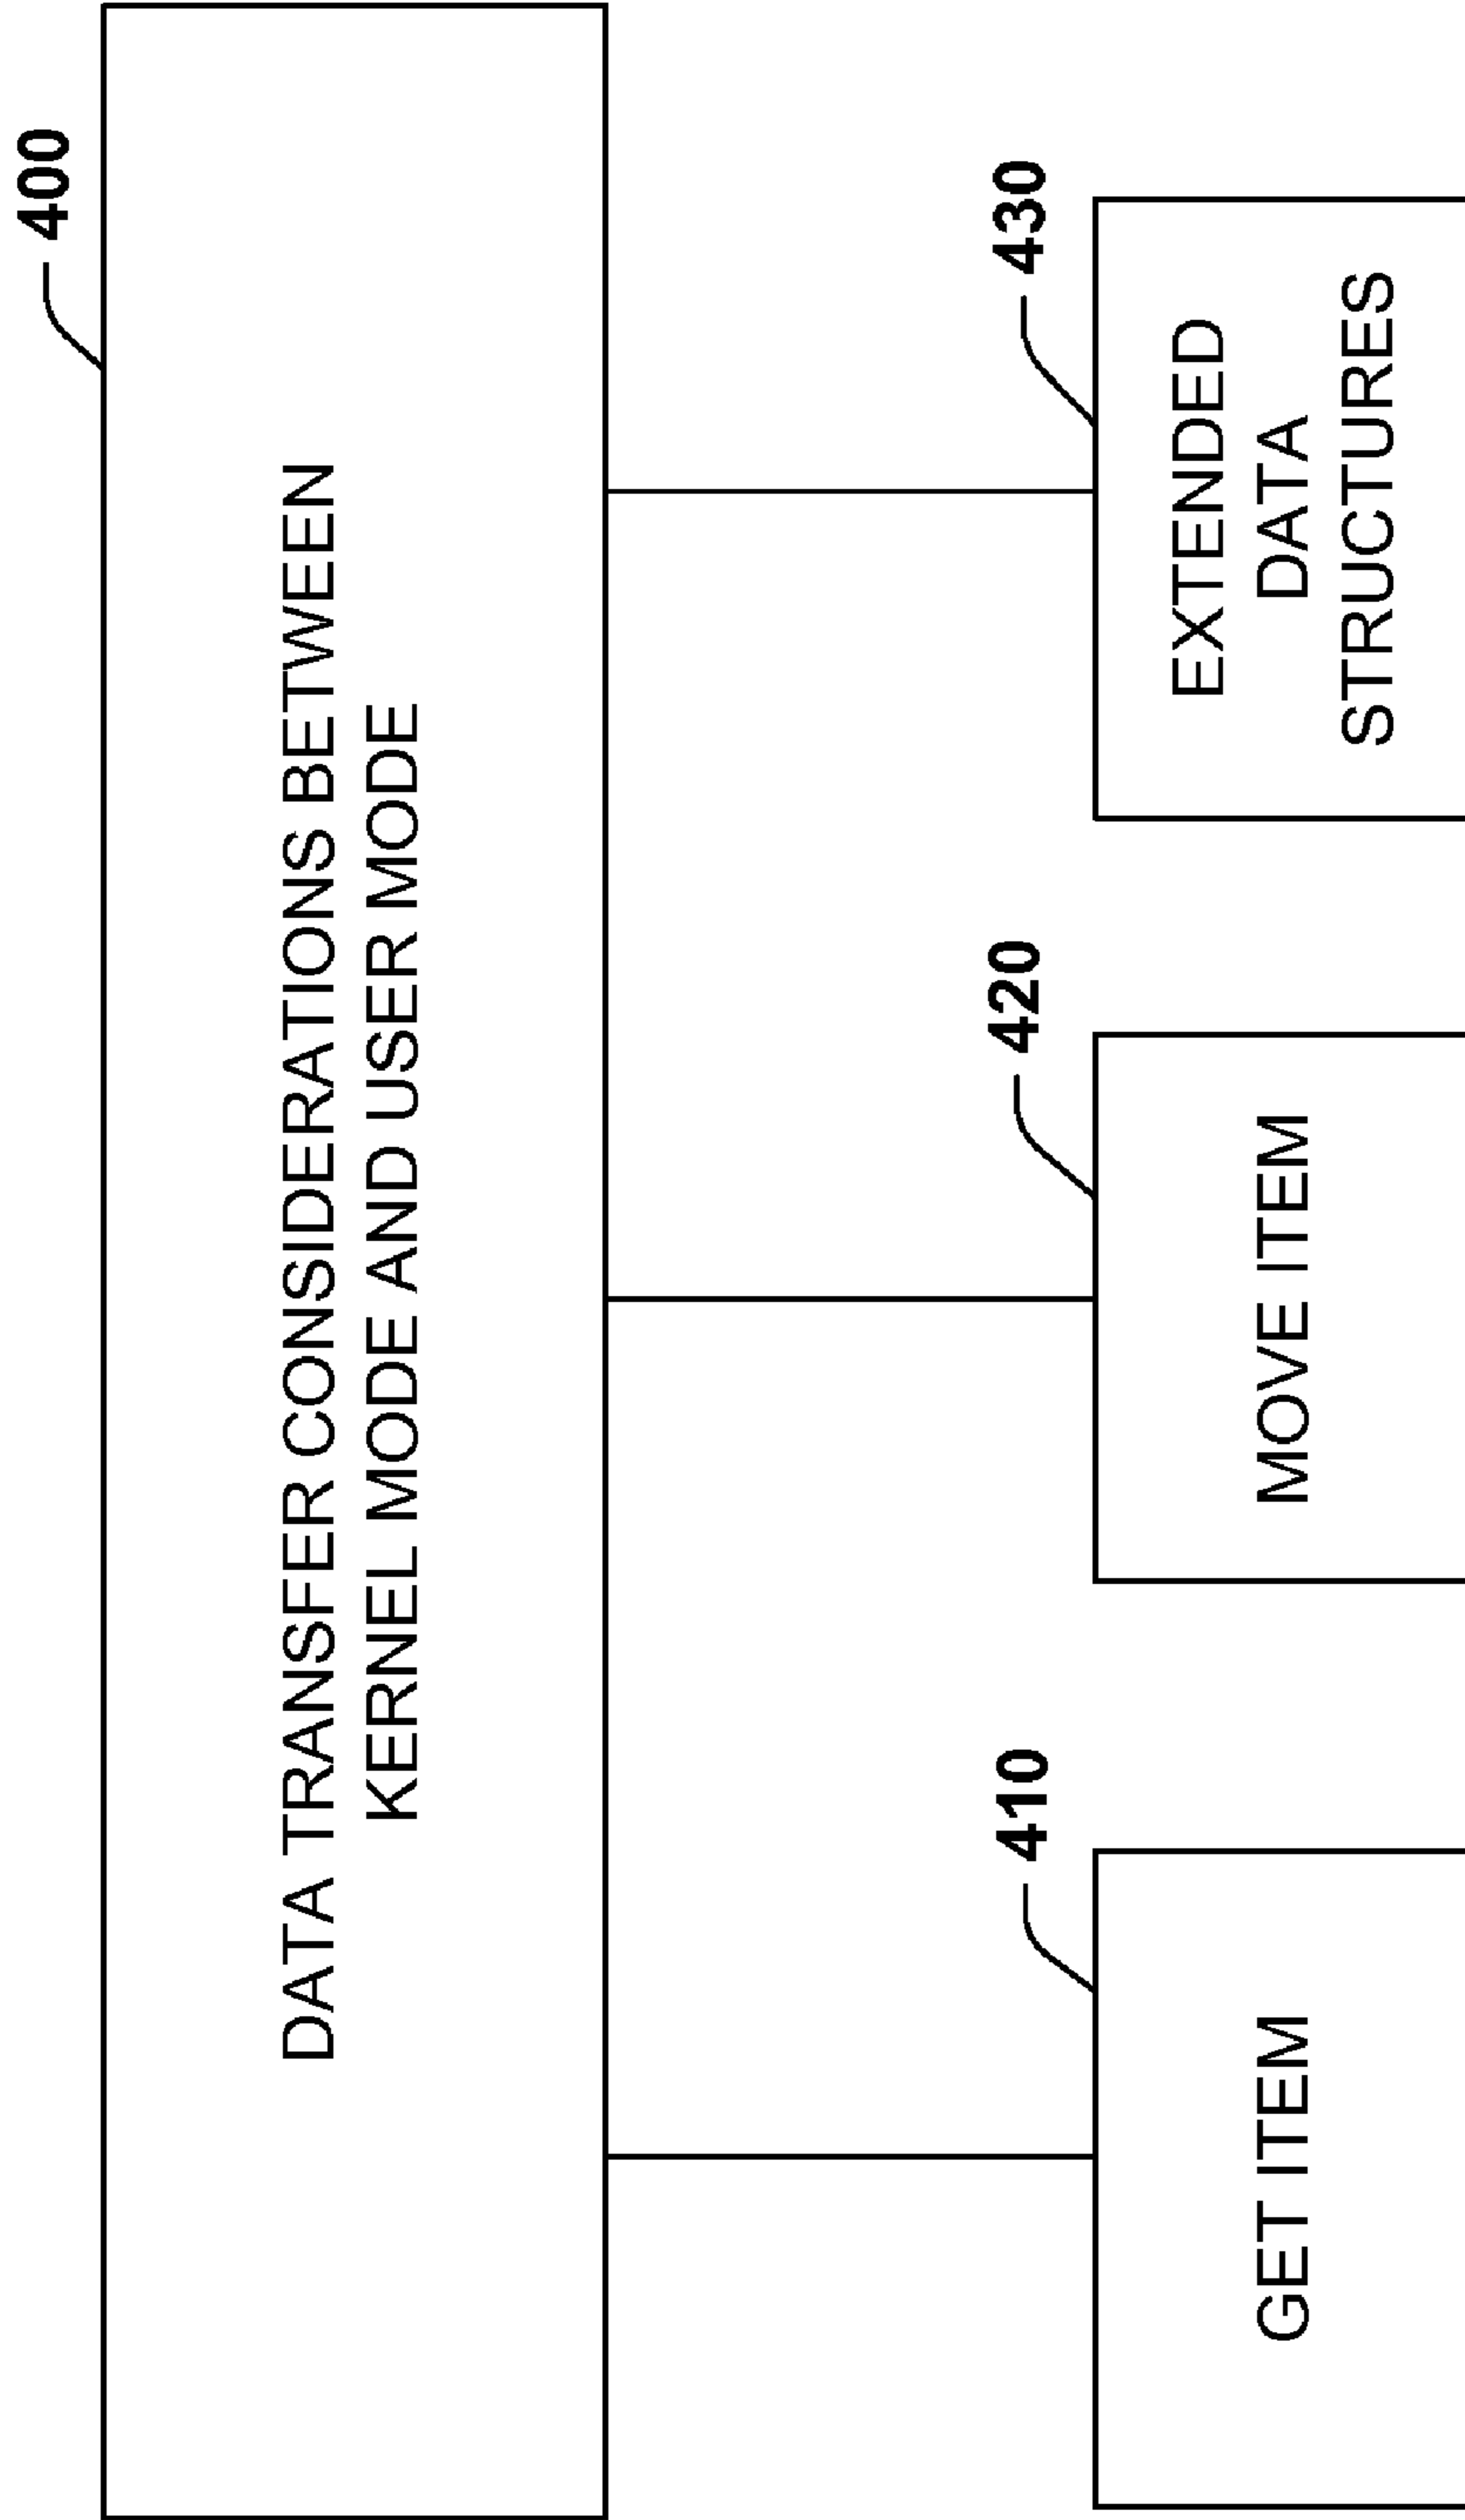 400
DATA TRANSFER CONSIDERATIONS BETWEEN
KERNEL MODE AND USER MODE
410
GET ITEM
420
MOVE ITEM
430
EXTENDED
DATA
STRUCTURES